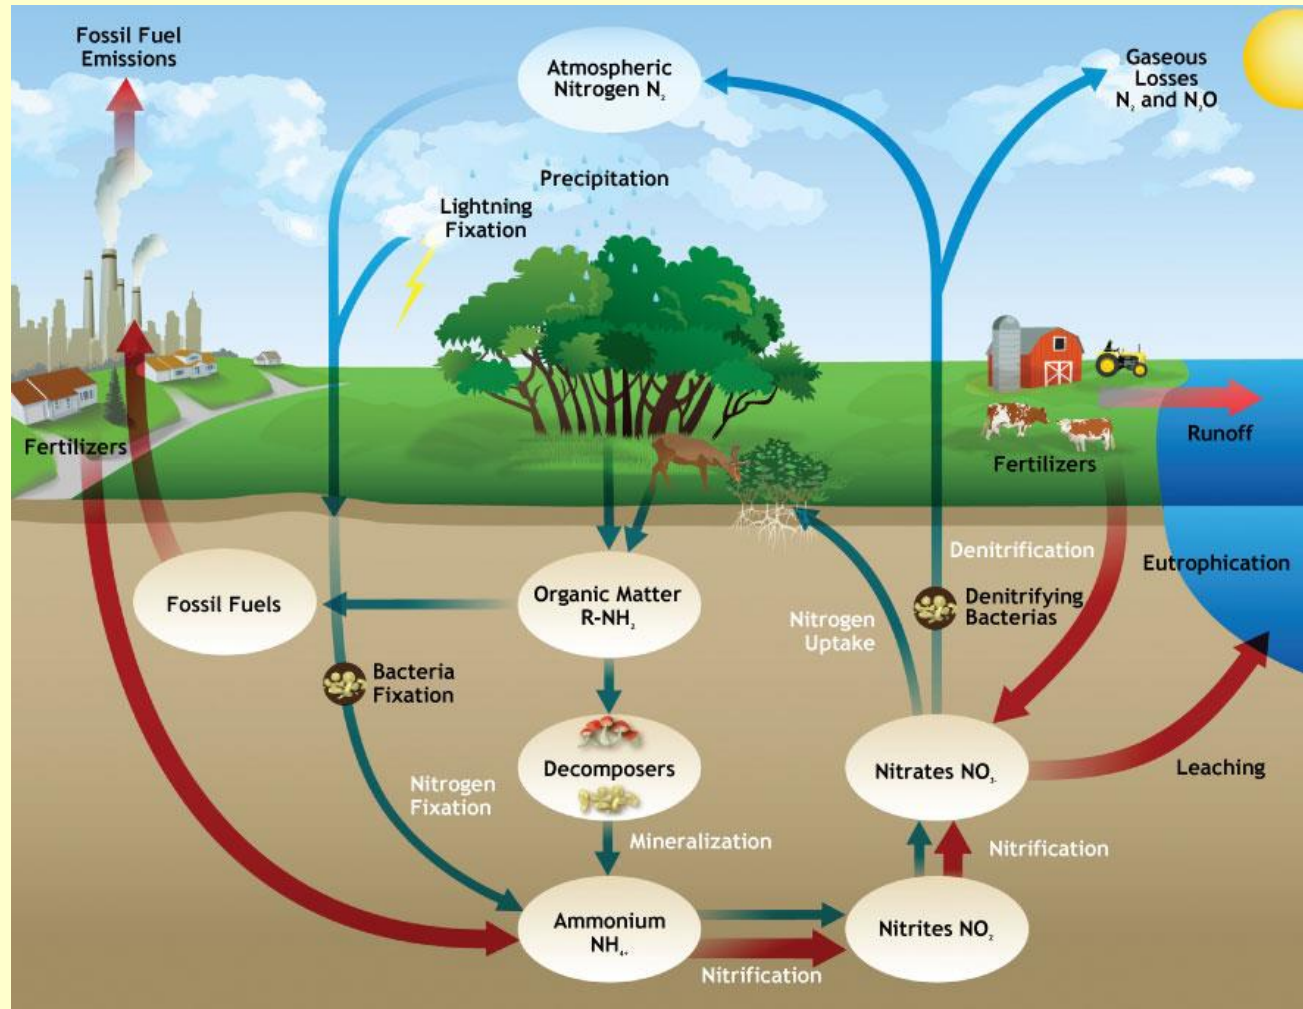 Fossil Fuel
Emissions
Atmospheric
Nitrogen N₂
Gaseous
Losses
N₂ and N₂O
Precipitation
Lightning
Fixation
Fertilizers
Runoff
Fertilizers
Denitrification
Eutrophication
Fossil Fuels
Organic Matter
R-NH₂
Nitrogen
Uptake
Denitrifying
Bacterias
Bacteria
Fixation
Decomposers
Nitrates NO₃₋
Leaching
Nitrogen
Fixation
Mineralization
Nitrification
Ammonium
NH₄₊
Nitrites NO₂
Nitrification